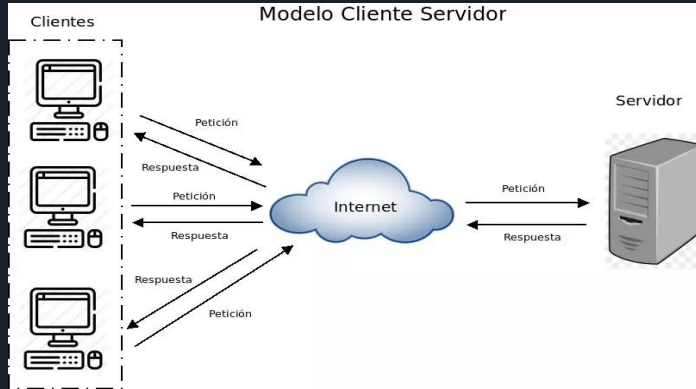 Modelo Cliente Servidor
Clientes
Servidor
Petición
Respuesta
Petición
Respuesta
Respuesta
Petición
Internet
Petición
Respuesta